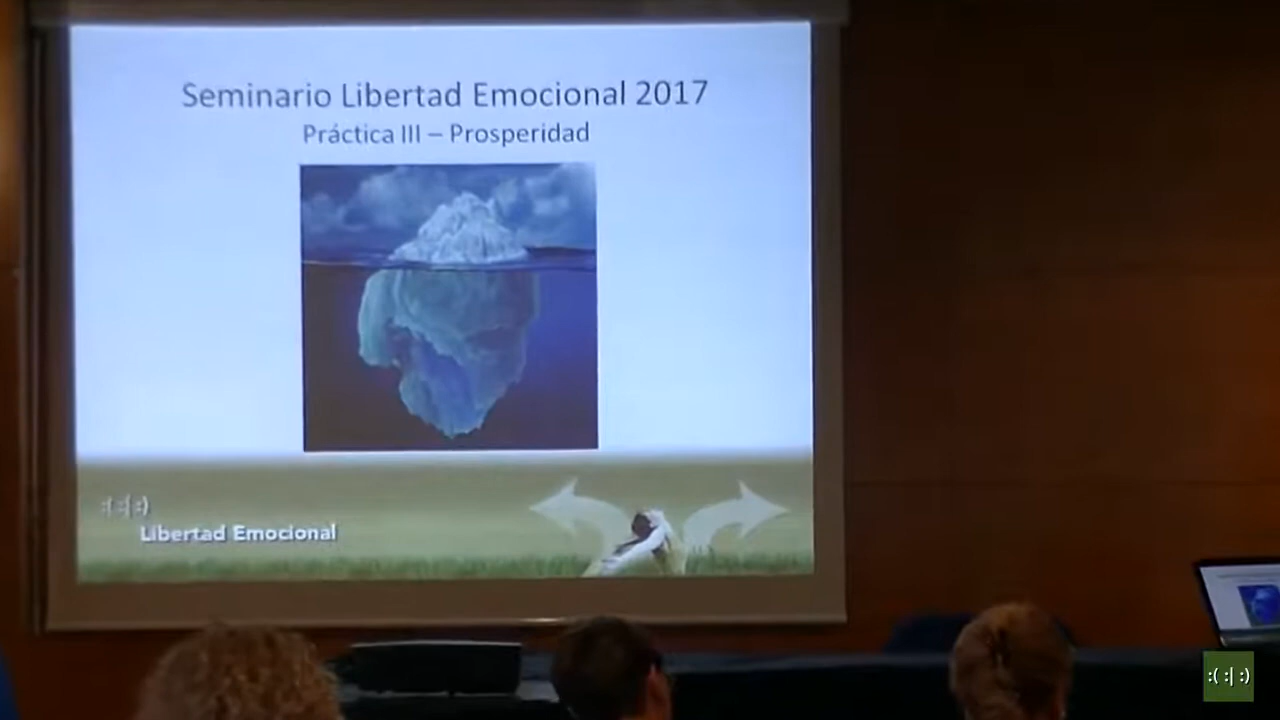 Seminario Libertad Emocional 2017
Práctica III – Prosperidad
:( :| :)
Libertad Emocional
:( :| :)